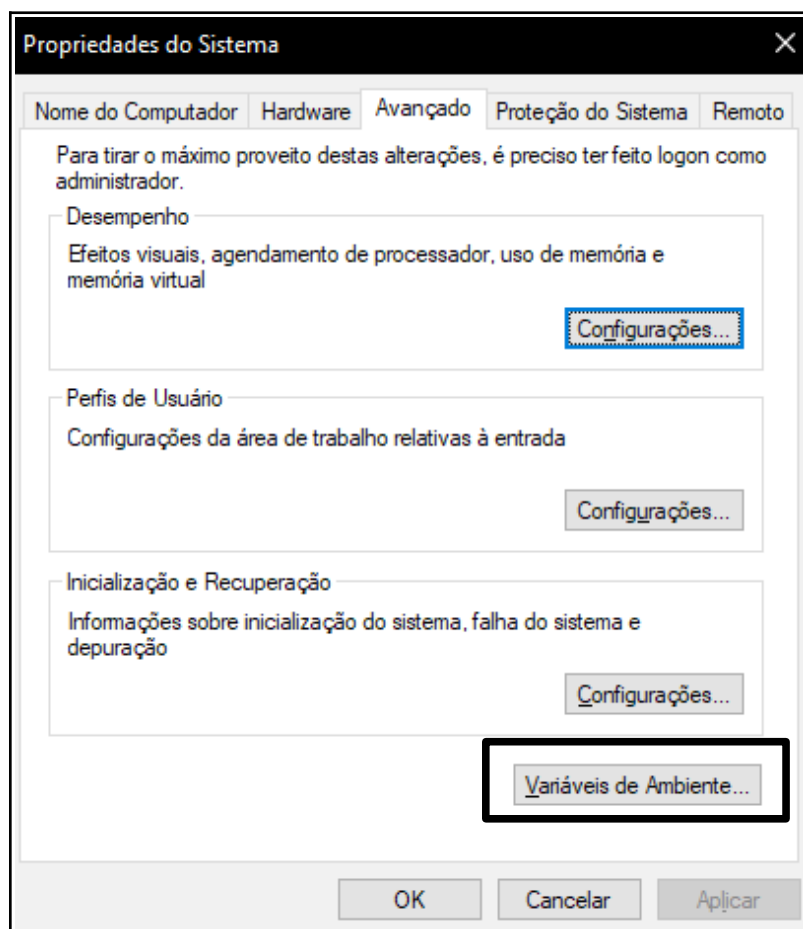 Propriedades do Sistema
Nome do Computador Hardware Avançado Proteção do Sistema Remoto
Para tirar o máximo proveito destas alterações, é preciso ter feito logon como
administrador.
Desempenho
Efeitos visuais, agendamento de processador, uso de memória e
memória virtual
Configurações...
Perfis de Usuário
Configurações da área de trabalho relativas à entrada
Configurações...
Inicialização e Recuperação
Informações sobre inicialização do sistema, falha do sistema e
depuração
Configurações...
Variáveis de Ambiente...
OK Cancelar Aplicar